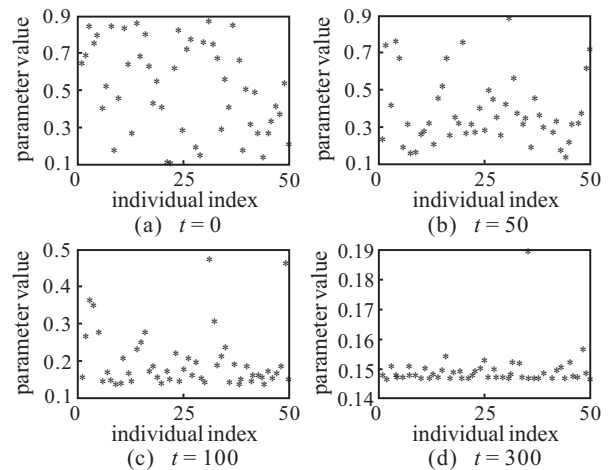 0.9
0.7
0.5
0.3
0.1
parameter value
0
25
50
individual index
(a) t = 0
0.9
0.7
0.5
0.3
0.1
parameter value
0
25
50
individual index
(b) t = 50
0.5
0.4
0.3
0.2
0.1
parameter value
0
25
50
individual index
(c) t = 100
0.19
0.18
0.17
0.16
0.15
0.14
parameter value
0
25
50
individual index
(d) t = 300